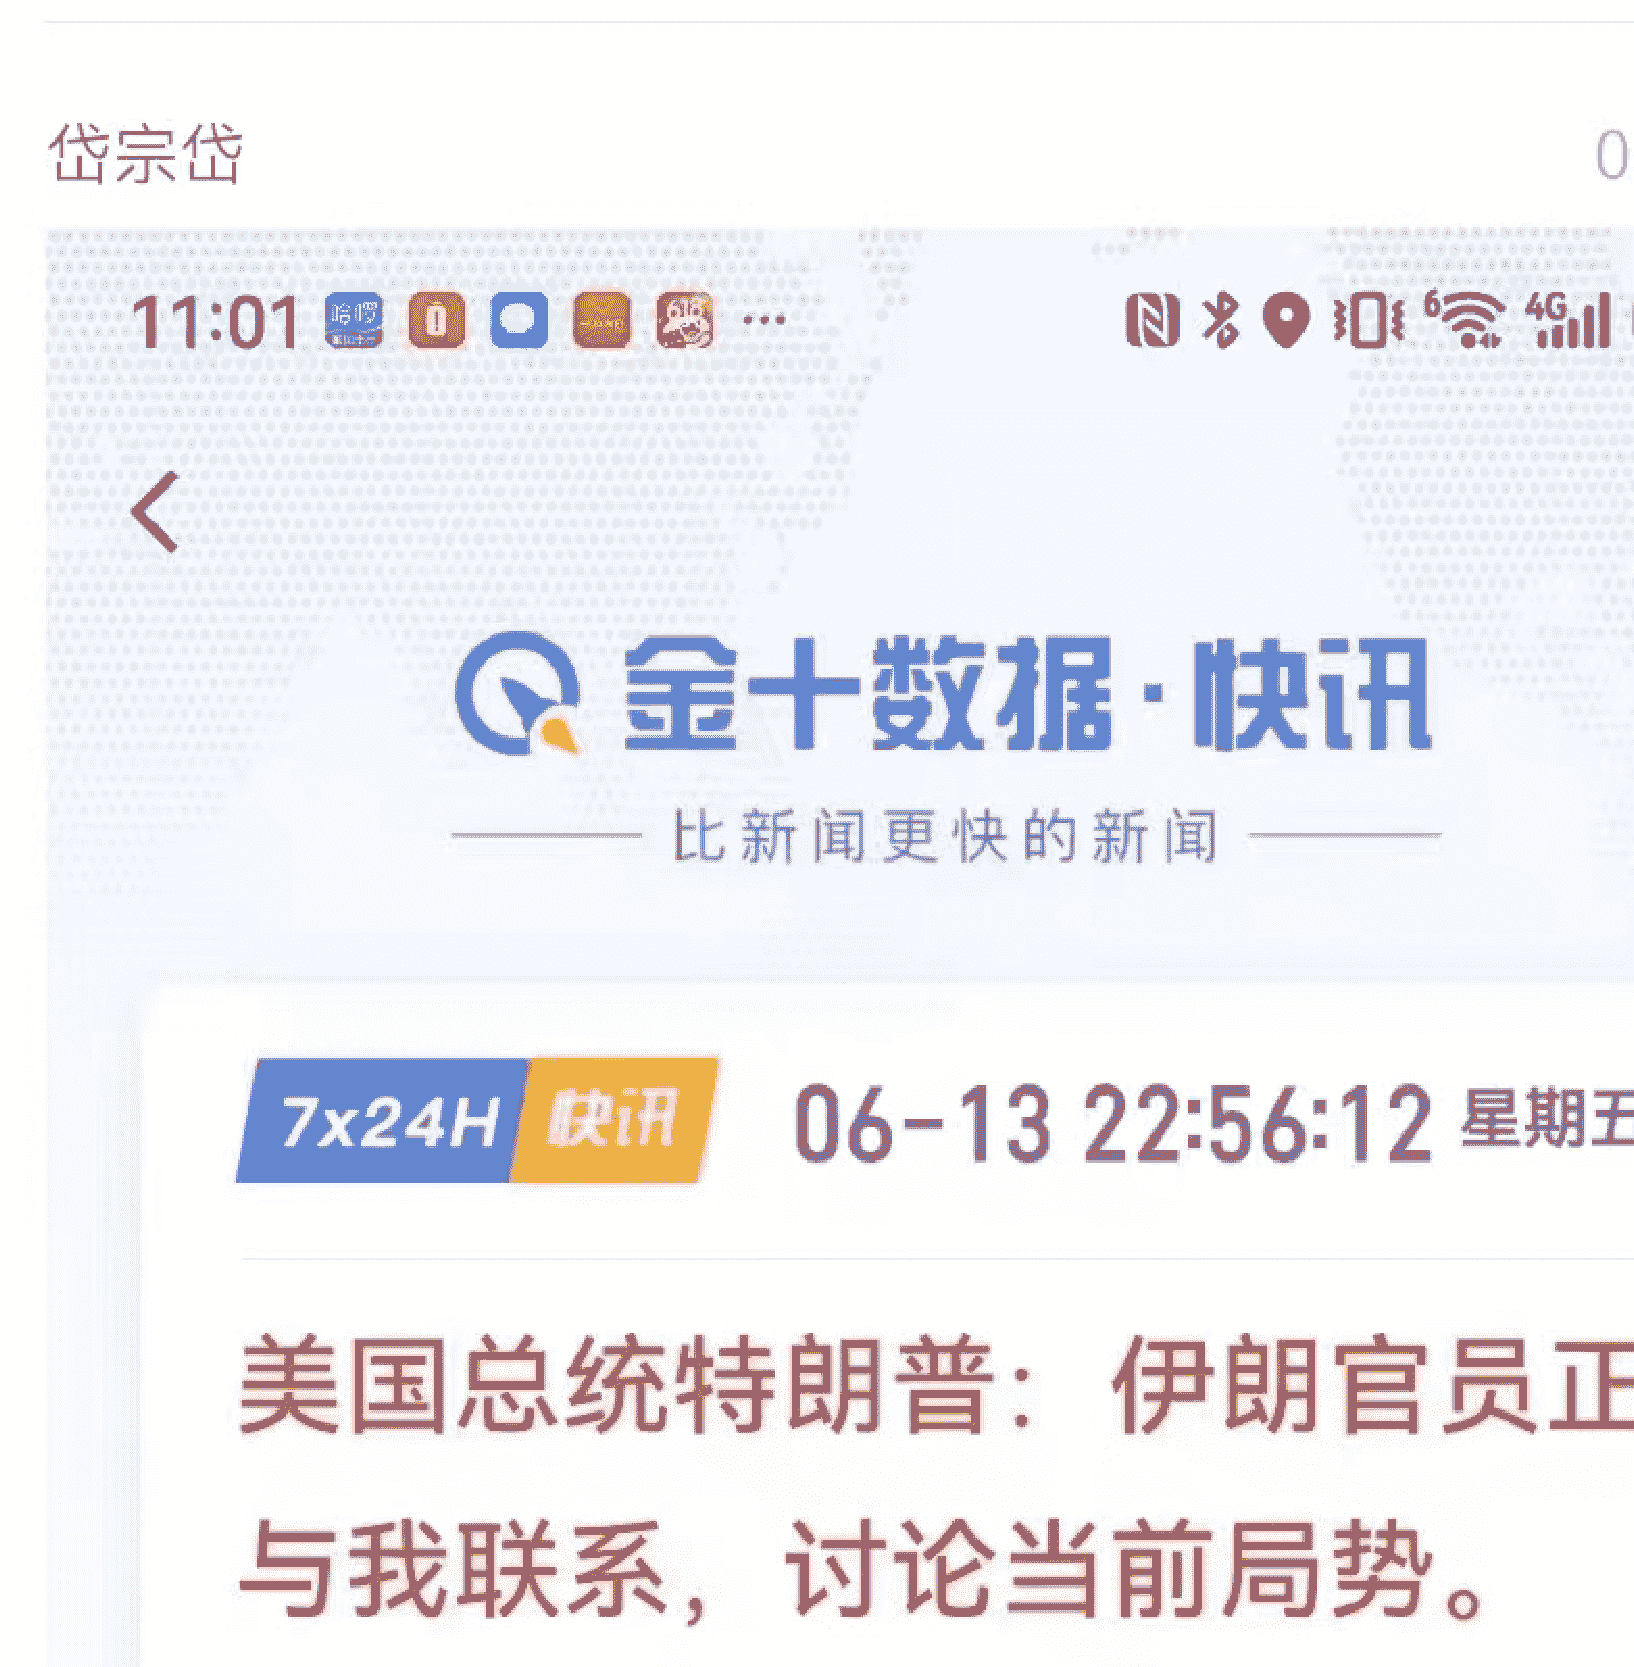 岱宗岱 0
11:01 6 4G
金十数据·快讯
比新闻更快的新闻
7x24H 快讯 06-13 22:56:12 星期五
美国总统特朗普：伊朗官员正
与我联系，讨论当前局势。